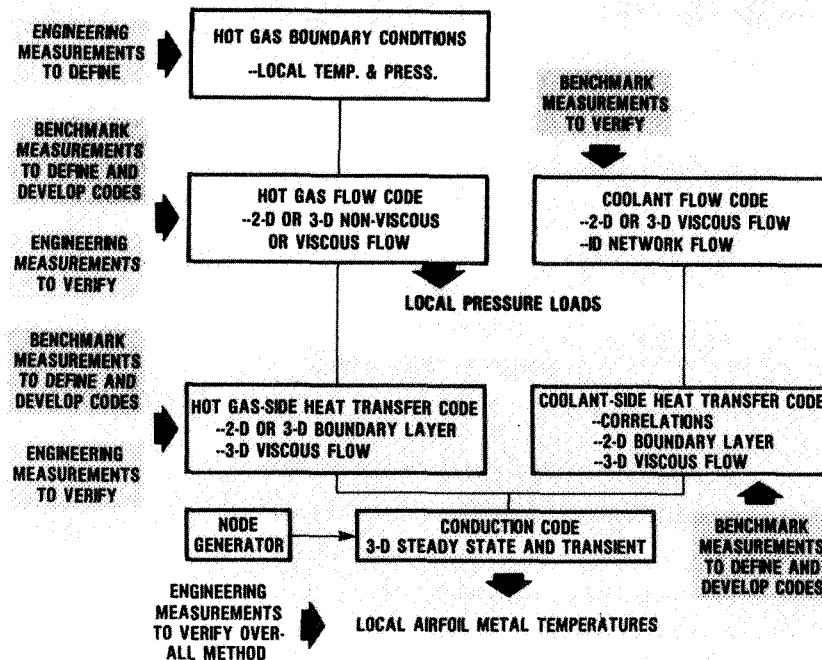 ENGINEERING
MEASUREMENTS
TO DEFINE
HOT GAS BOUNDARY CONDITIONS
--LOCAL TEMP. & PRESS.
BENCHMARK
MEASUREMENTS
TO VERIFY
BENCHMARK
MEASUREMENTS
TO DEFINE AND
DEVELOP CODES
ENGINEERING
MEASUREMENTS
TO VERIFY
HOT GAS FLOW CODE
--2-D OR 3-D NON-VISCOUS
OR VISCOUS FLOW
COOLANT FLOW CODE
--2-D OR 3-D VISCOUS FLOW
--ID NETWORK FLOW
LOCAL PRESSURE LOADS
BENCHMARK
MEASUREMENTS
TO DEFINE AND
DEVELOP CODES
ENGINEERING
MEASUREMENTS
TO VERIFY
HOT GAS-SIDE HEAT TRANSFER CODE
--2-D OR 3-D BOUNDARY LAYER
--3-D VISCOUS FLOW
COOLANT-SIDE HEAT TRANSFER CODE
--CORRELATIONS
--2-D BOUNDARY LAYER
--3-D VISCOUS FLOW
NODE
GENERATOR
CONDUCTION CODE
3-D STEADY STATE AND TRANSIENT
BENCHMARK
MEASUREMENTS
TO DEFINE AND
DEVELOP CODES
ENGINEERING
MEASUREMENTS
TO VERIFY OVER-
ALL METHOD
LOCAL AIRFOIL METAL TEMPERATURES